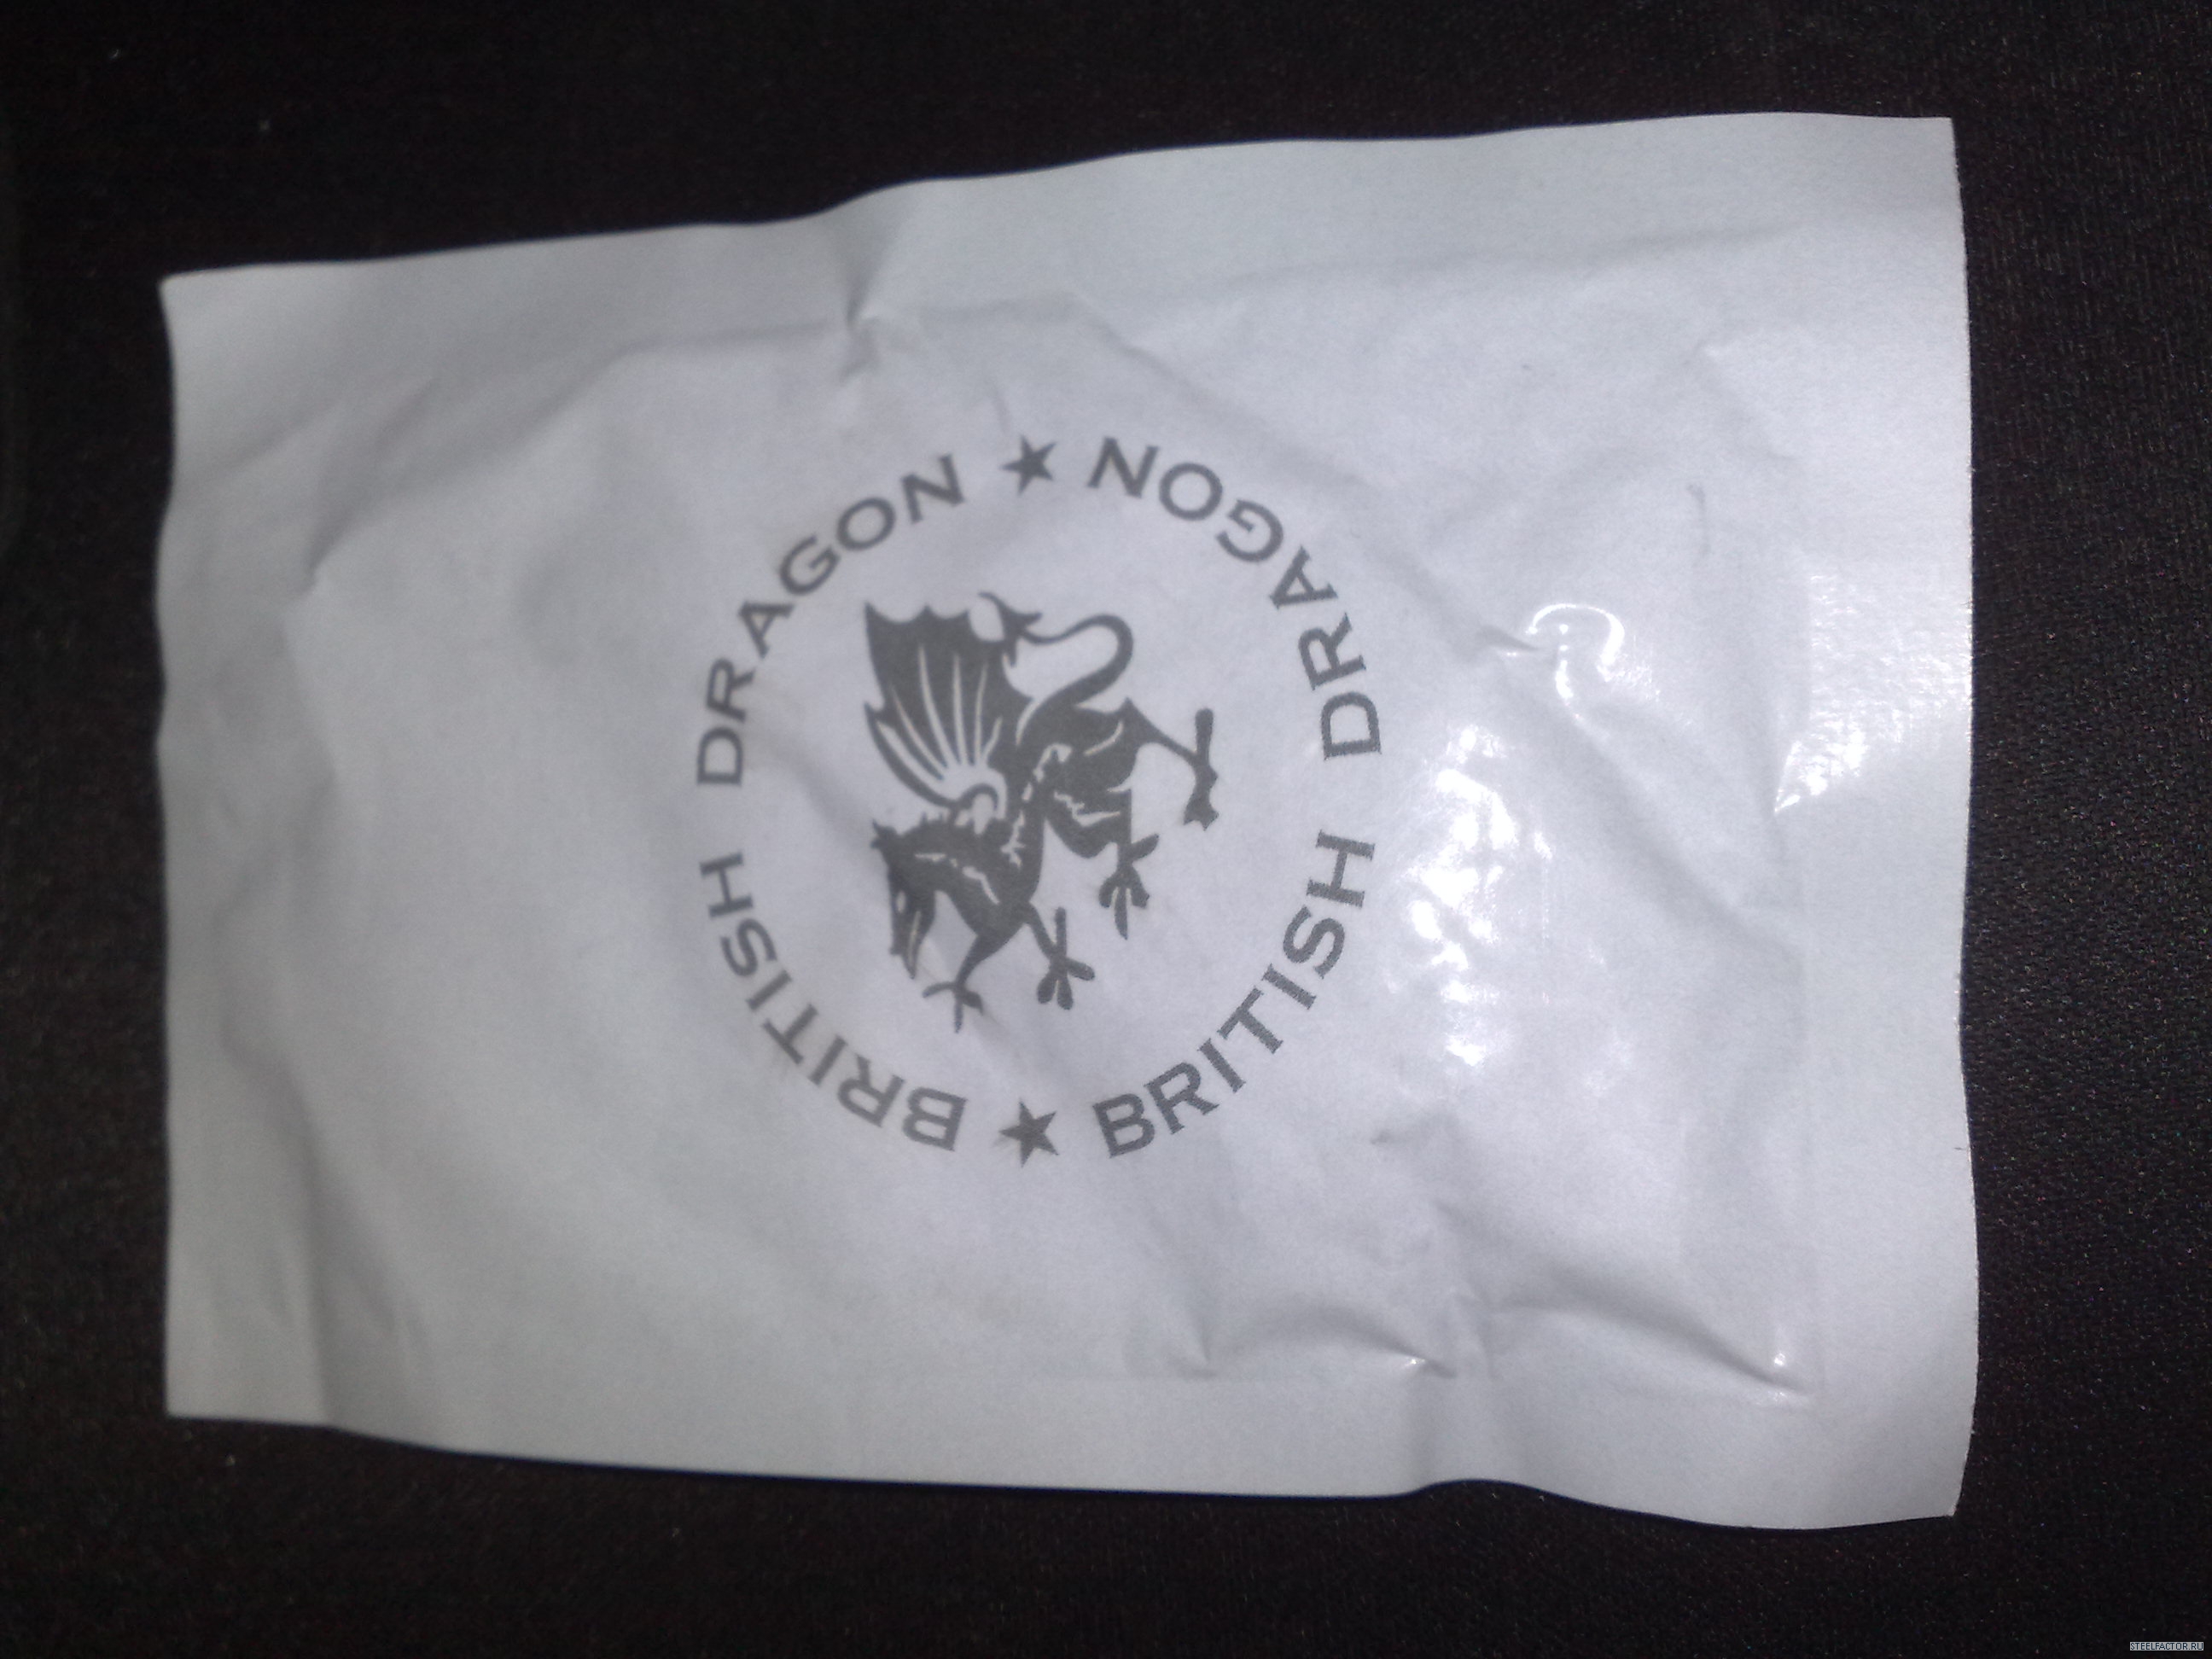 BRITISH DRAGON ★ BRITISH DRAGON ★
STEELFACTOR.RU